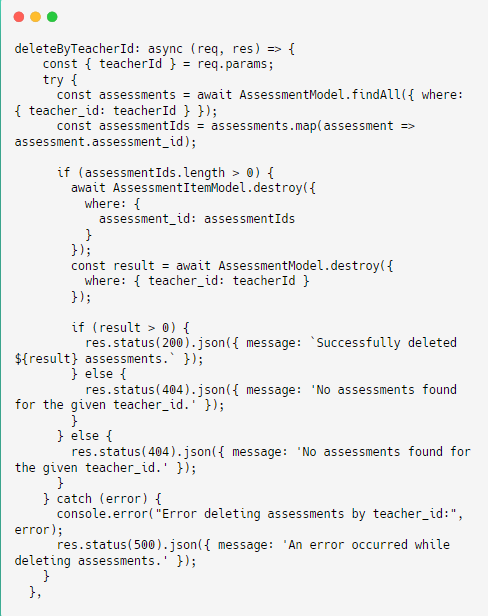 deleteByTeacherId: async (req, res) => {
    const { teacherId } = req.params;
    try {
      const assessments = await AssessmentModel.findAll({ where:
{ teacher_id: teacherId } });
      const assessmentIds = assessments.map(assessment =>
assessment.assessment_id);

      if (assessmentIds.length > 0) {
        await AssessmentItemModel.destroy({
          where: {
            assessment_id: assessmentIds
          }
        });
        const result = await AssessmentModel.destroy({
          where: { teacher_id: teacherId }
        });

        if (result > 0) {
          res.status(200).json({ message: `Successfully deleted
${result} assessments.` });
        } else {
          res.status(404).json({ message: 'No assessments found
for the given teacher_id.' });
        }
      } else {
        res.status(404).json({ message: 'No assessments found for
the given teacher_id.' });
      }
    } catch (error) {
      console.error("Error deleting assessments by teacher_id:",
error);
      res.status(500).json({ message: 'An error occurred while
deleting assessments.' });
    }
  },